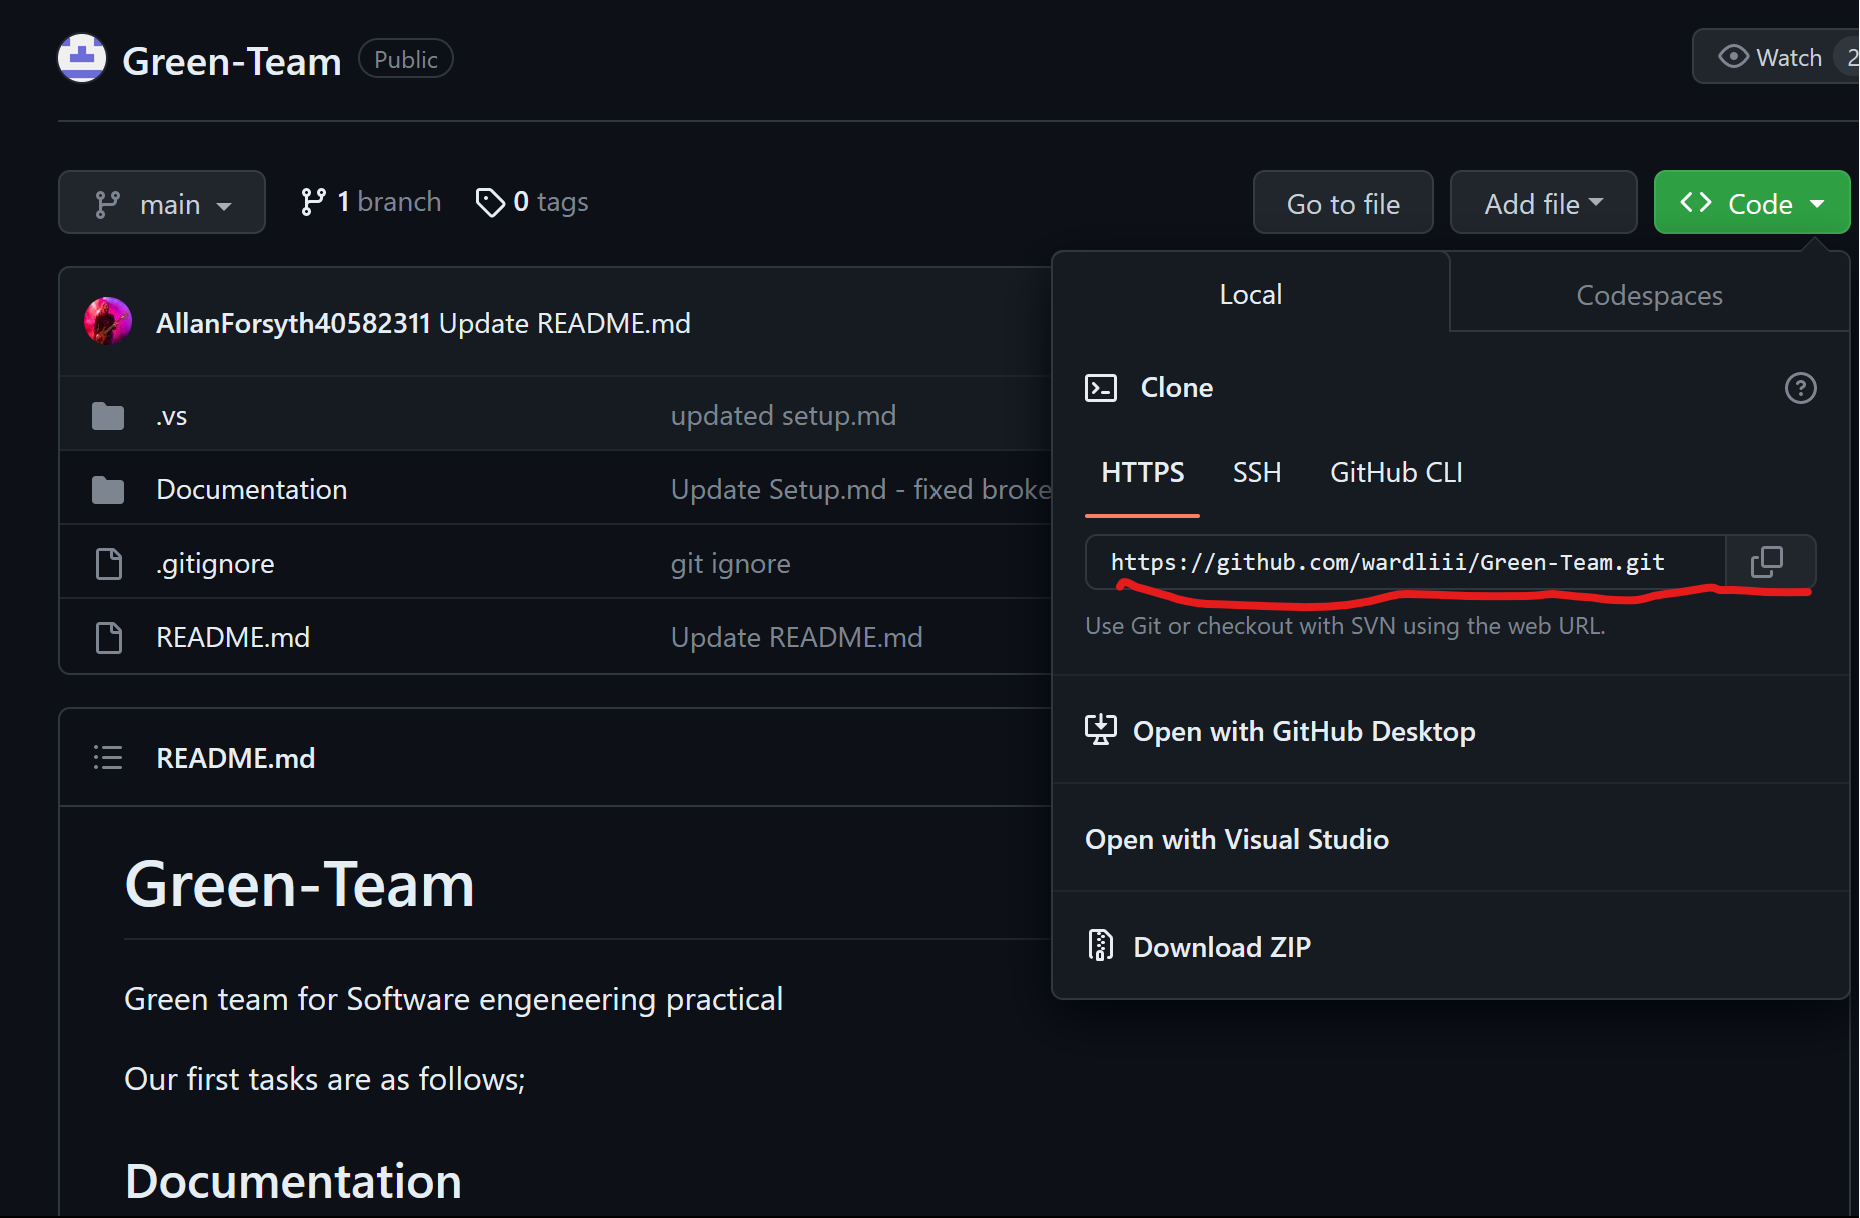 Green-Team Public Watch 2
main 1 branch 0 tags Go to file Add file <> Code
AllanForsyth40582311 Update README.md
.vs updated setup.md
Documentation Update Setup.md - fixed broke
.gitignore git ignore
README.md Update README.md
Local Codespaces
Clone
HTTPS SSH GitHub CLI
https://github.com/wardliii/Green-Team.git
Use Git or checkout with SVN using the web URL.
Open with GitHub Desktop
Open with Visual Studio
Download ZIP
README.md
Green-Team
Green team for Software engeneering practical
Our first tasks are as follows;
Documentation